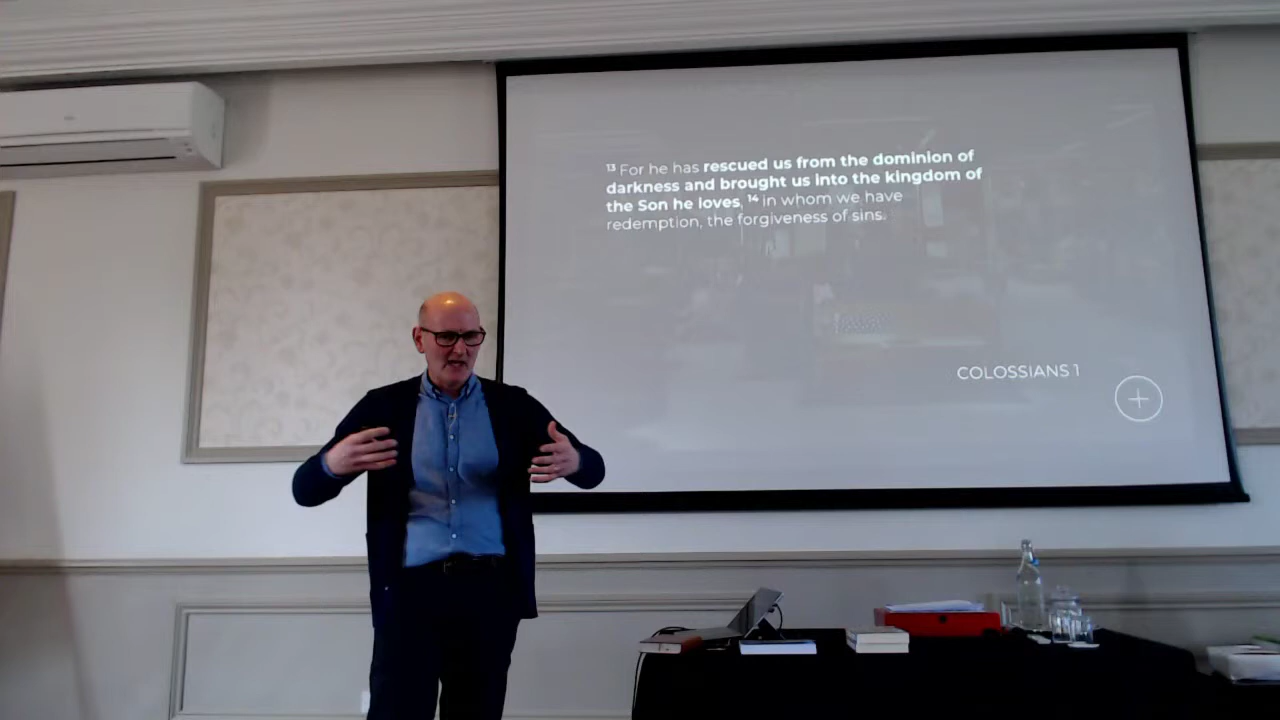 ¹³ For he has rescued us from the dominion of
darkness and brought us into the kingdom of
the Son he loves, ¹⁴ in whom we have
redemption, the forgiveness of sins.
COLOSSIANS 1